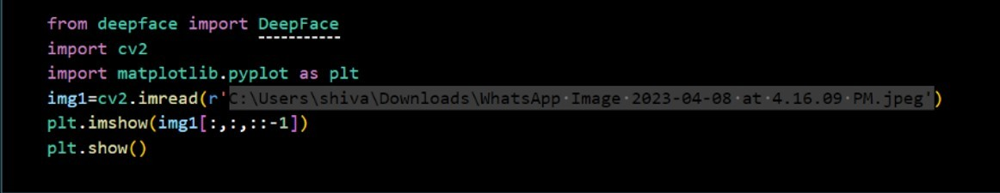 from deepface import DeepFace
import cv2
import matplotlib.pyplot as plt
img1=cv2.imread(r'C:\Users\shiva\Downloads\WhatsApp Image 2023-04-08 at 4.16.09 PM.jpeg')
plt.imshow(img1[:,:,::-1])
plt.show()